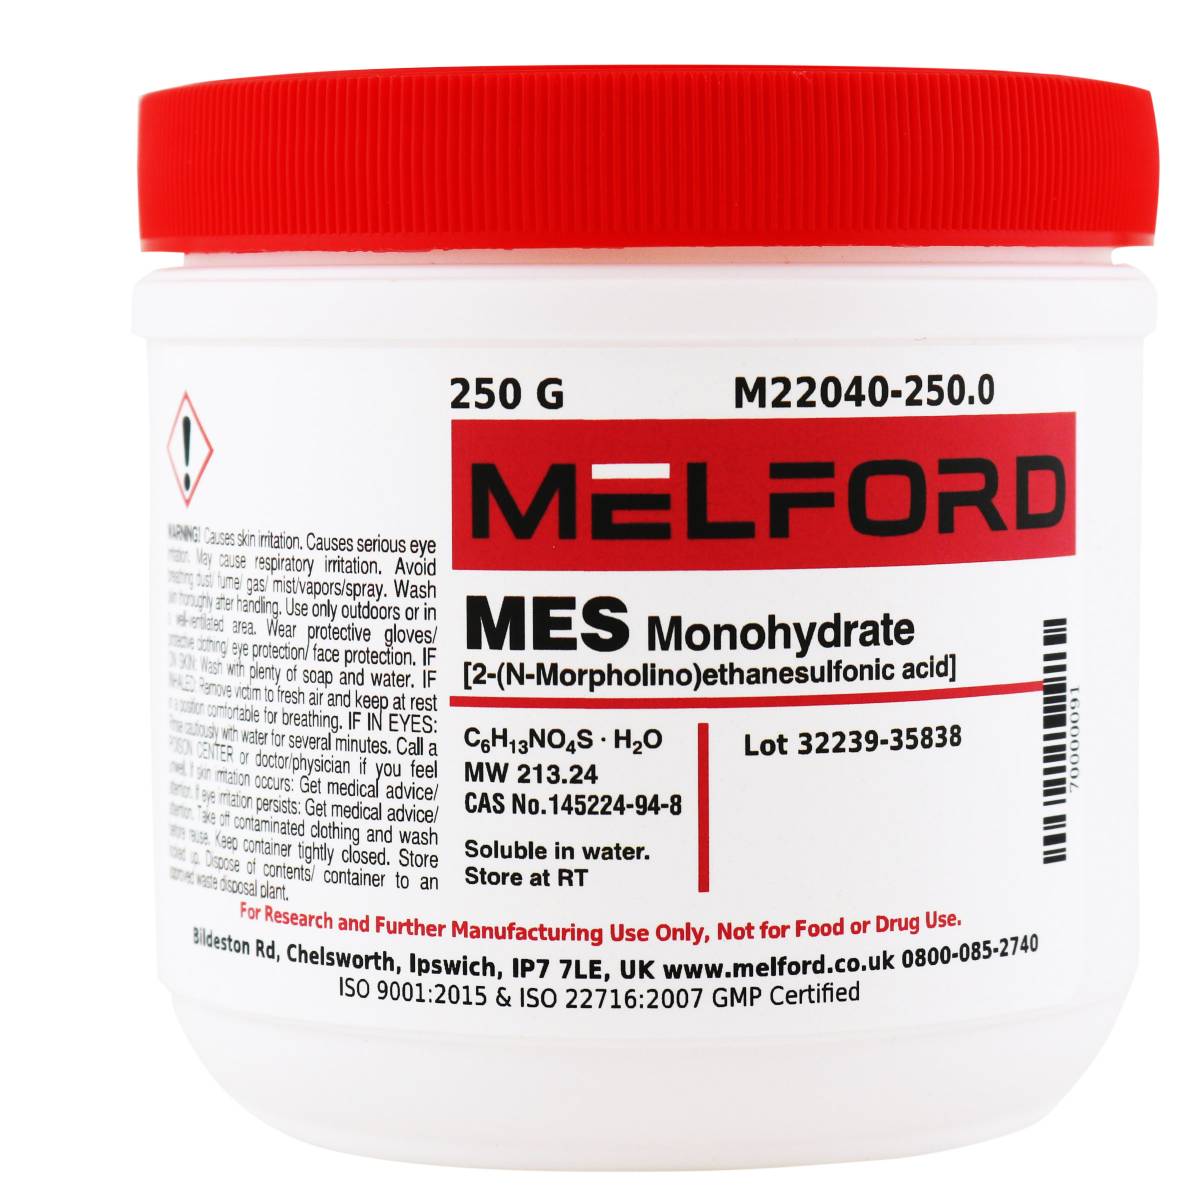 250 G
M22040-250.0
MELFORD
MES Monohydrate
[2-(N-Morpholino)ethanesulfonic acid]
C₆H₁₃NO₄S · H₂O
MW 213.24
CAS No.145224-94-8
Soluble in water.
Store at RT
Lot 32239-35838
70000091
WARNING! Causes skin irritation. Causes serious eye
irritation. May cause respiratory irritation. Avoid
breathing dust/ fume/ gas/ mist/vapors/spray. Wash
skin thoroughly after handling. Use only outdoors or in
a well-ventilated area. Wear protective gloves/
protective clothing/ eye protection/ face protection. IF
ON SKIN: Wash with plenty of soap and water. IF
INHALED: Remove victim to fresh air and keep at rest
in a position comfortable for breathing. IF IN EYES:
Rinse cautiously with water for several minutes. Call a
POISON CENTER or doctor/physician if you feel
unwell. If skin irritation occurs: Get medical advice/
attention. If eye irritation persists: Get medical advice/
attention. Take off contaminated clothing and wash
before reuse. Keep container tightly closed. Store
locked up. Dispose of contents/ container to an
approved waste disposal plant.
For Research and Further Manufacturing Use Only, Not for Food or Drug Use.
Bildeston Rd, Chelsworth, Ipswich, IP7 7LE, UK www.melford.co.uk 0800-085-2740
ISO 9001:2015 & ISO 22716:2007 GMP Certified